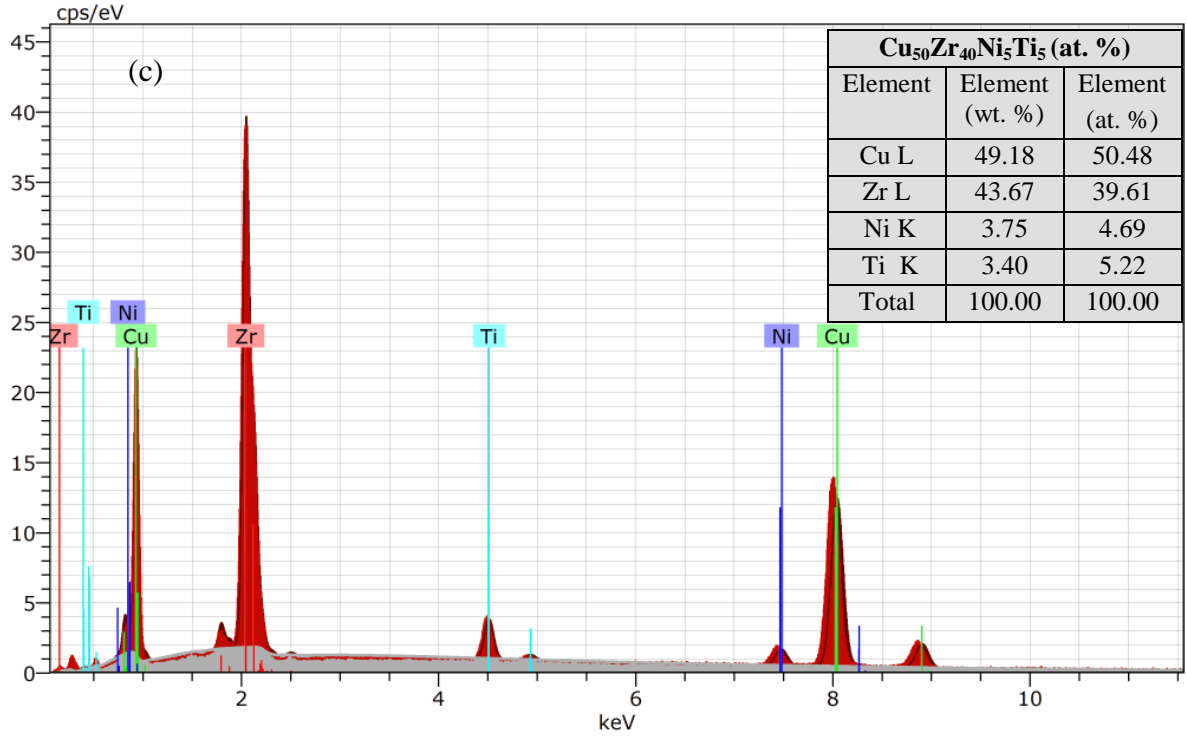 cps/eV
45
40
35
30
25
20
15
10
5
0
(c)
Cu₅₀Zr₄₀Ni₅Ti₅ (at. %)
Element Element (wt. %) Element (at. %)
Cu L 49.18 50.48
Zr L 43.67 39.61
Ni K 3.75 4.69
Ti K 3.40 5.22
Total 100.00 100.00
Ti Ni
Zr Cu Zr Ti Ni Cu
2 4 6 8 10
keV